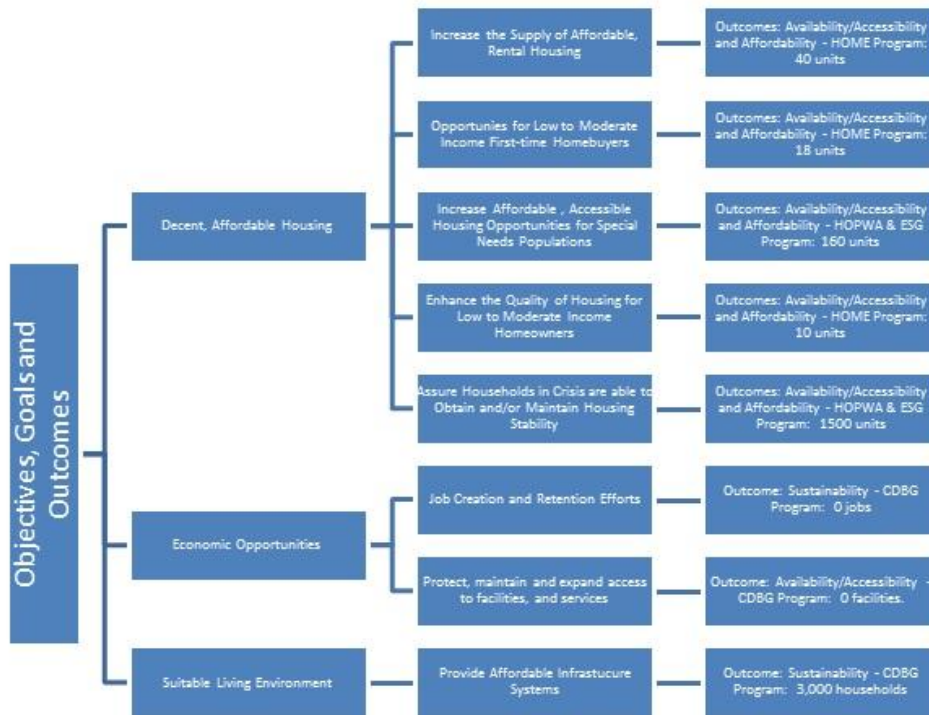 Objectives, Goals and
Outcomes
Decent, Affordable Housing
Increase the Supply of Affordable,
Rental Housing
Outcomes: Availability/Accessibility
and Affordability - HOME Program:
40 units
Opportunies for Low to Moderate
Income First-time Homebuyers
Outcomes: Availability/Accessibility
and Affordability - HOME Program:
18 units
Increase Affordable , Accessible
Housing Opportunities for Special
Needs Populations
Outcomes: Availability/Accessibility
and Affordability - HOPWA & ESG
Program: 160 units
Enhance the Quality of Housing for
Low to Moderate Income
Homeowners
Outcomes: Availability/Accessibility
and Affordability - HOME Program:
10 units
Assure Households in Crisis are able to
Obtain and/or Maintain Housing
Stability
Outcomes: Availability/Accessibility
and Affordability - HOPWA & ESG
Program: 1500 units
Economic Opportunities
Job Creation and Retention Efforts
Outcome: Sustainability - CDBG
Program: 0 jobs
Protect, maintain and expand access
to facilities, and services
Outcome: Availability/Accessibility -
CDBG Program: 0 facilities.
Suitable Living Environment
Provide Affordable Infrastucure
Systems
Outcome: Sustainability - CDBG
Program: 3,000 households